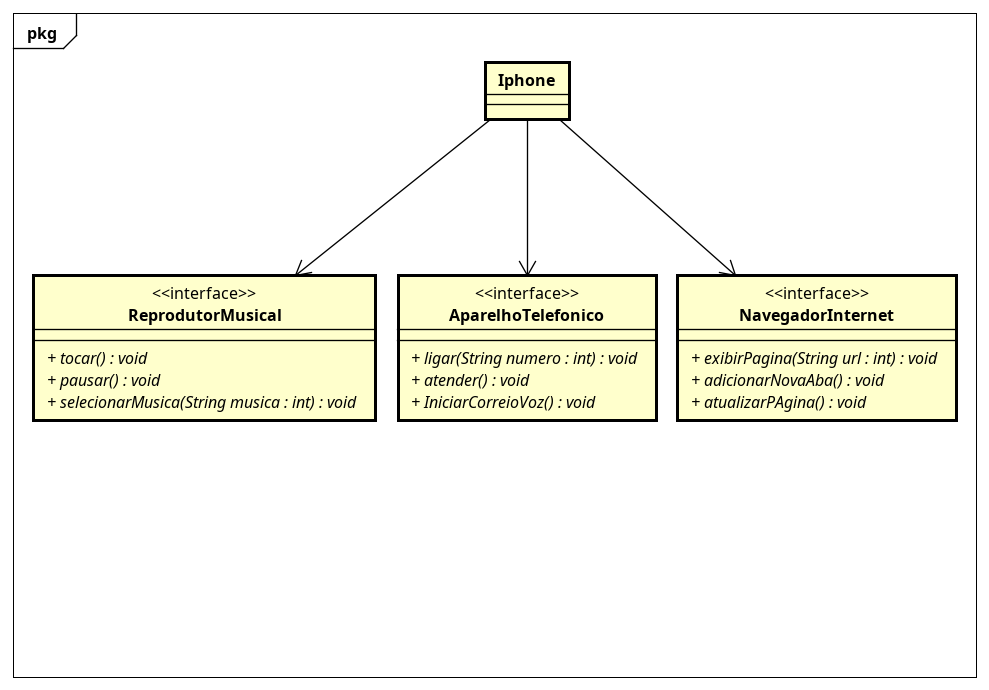 pkg
Iphone
<<interface>>
ReprodutorMusical
+ tocar() : void
+ pausar() : void
+ selecionarMusica(String musica : int) : void
<<interface>>
AparelhoTelefonico
+ ligar(String numero : int) : void
+ atender() : void
+ IniciarCorreioVoz() : void
<<interface>>
NavegadorInternet
+ exibirPagina(String url : int) : void
+ adicionarNovaAba() : void
+ atualizarPAgina() : void